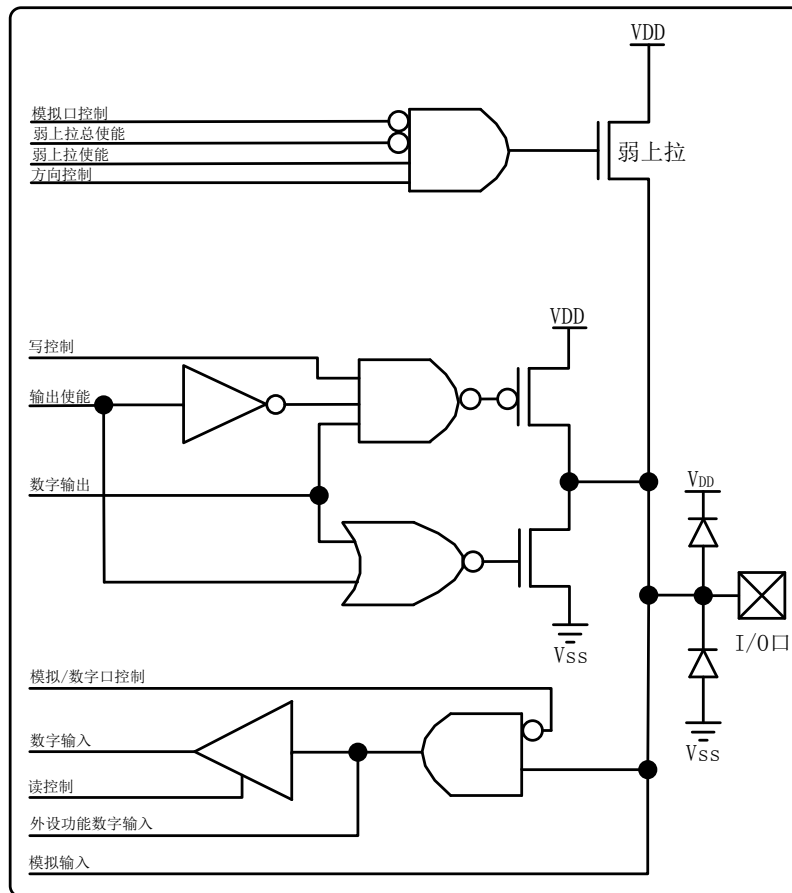 VDD
模拟口控制
弱上拉总使能
弱上拉使能
方向控制
弱上拉
VDD
写控制
输出使能
数字输出
VDD
I/O口
Vss
模拟/数字口控制
数字输入
Vss
读控制
外设功能数字输入
模拟输入